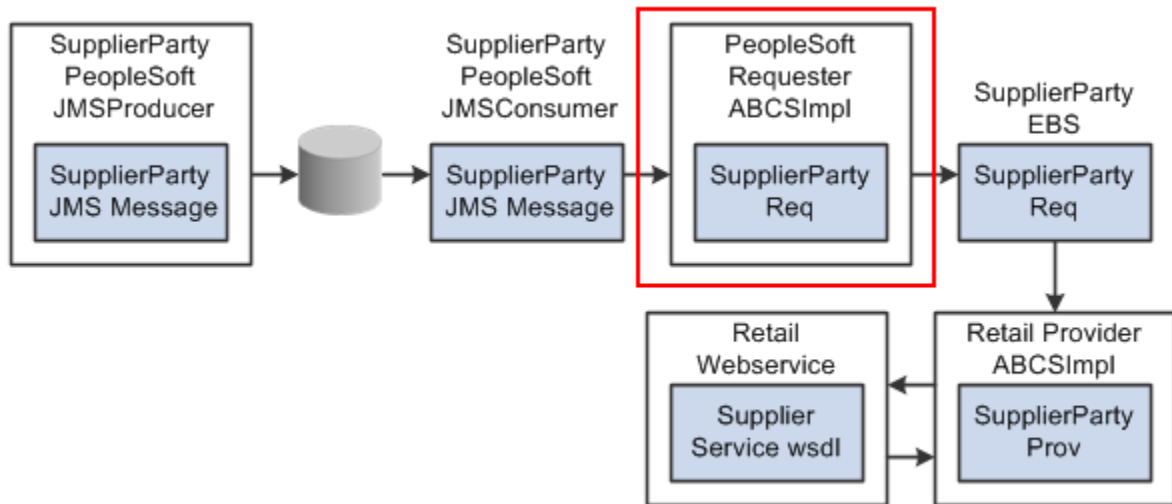 SupplierParty
PeopleSoft
JMSProducer
SupplierParty
JMS Message
SupplierParty
PeopleSoft
JMSConsumer
SupplierParty
JMS Message
PeopleSoft
Requester
ABCSImpl
SupplierParty
Req
SupplierParty
EBS
SupplierParty
Req
Retail
Webservice
Supplier
Service wsdl
Retail Provider
ABCSImpl
SupplierParty
Prov